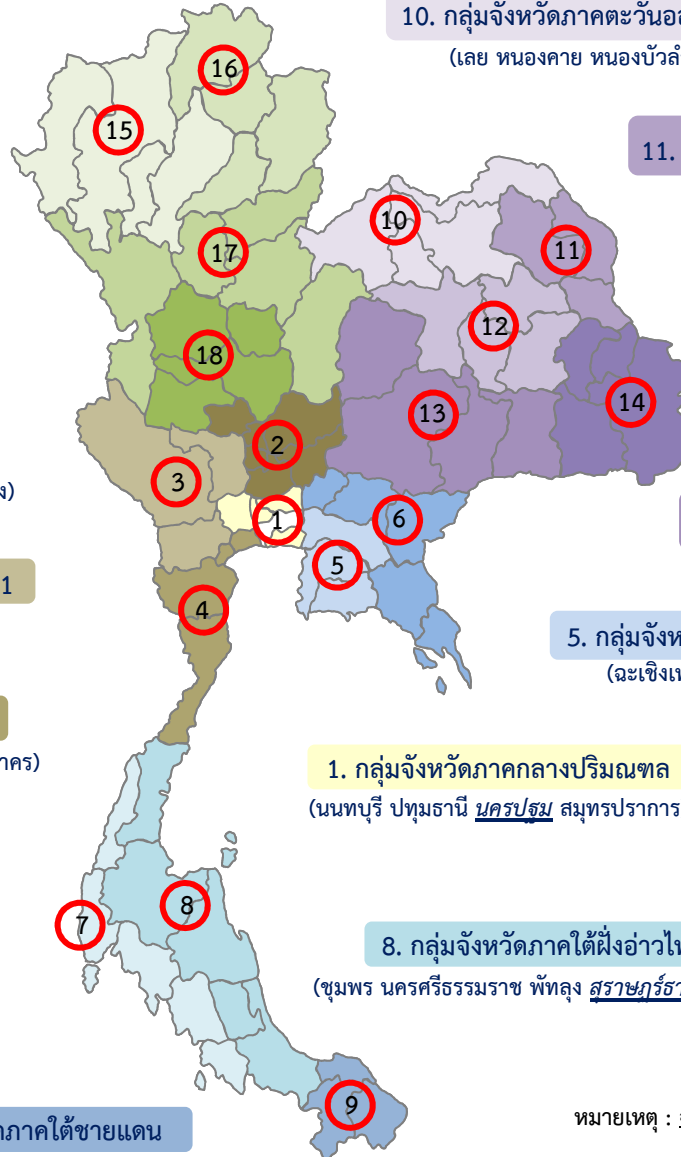 10. กลุ่มจังหวัดภาคตะวันออ
(เลย หนองคาย หนองบัวลำ
16
15
11.
10
11
17
12
18
14
13
2
3
ง)
6
1
5
1
4
5. กลุ่มจังห
(ฉะเชิงเท
าคร)
1. กลุ่มจังหวัดภาคกลางปริมณฑล
(นนทบุรี ปทุมธานี นครปฐม สมุทรปราการ
8
7
8. กลุ่มจังหวัดภาคใต้ฝั่งอ่าวไท
(ชุมพร นครศรีธรรมราช พัทลุง สุราษฎร์ธา
9
ภาคใต้ชายแดน
หมายเหตุ :